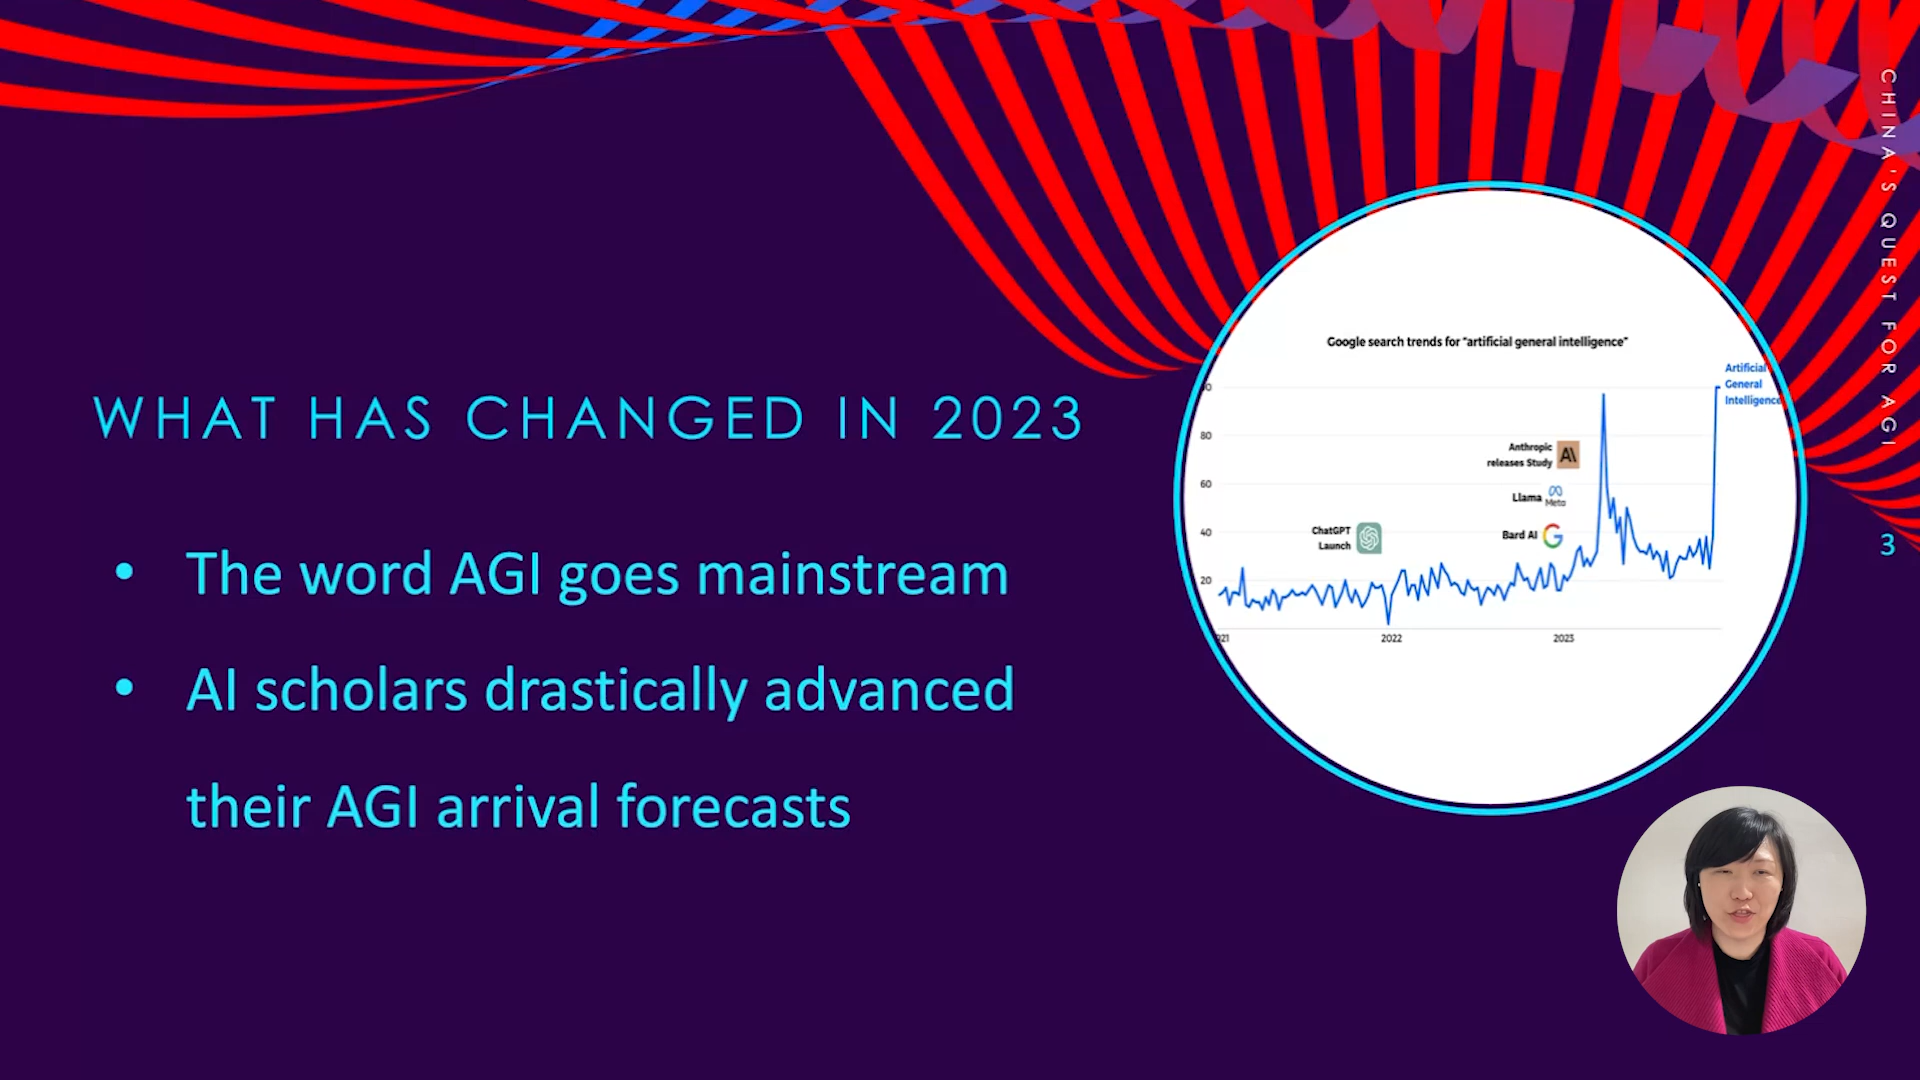 WHAT HAS CHANGED IN 2023
• The word AGI goes mainstream
• AI scholars drastically advanced
their AGI arrival forecasts
Google search trends for "artificial general intelligence"
Artificial
General
Intelligence
0
80
60
40
20
Anthropic
releases Study
A\
Llama
Meta
ChatGPT
Launch
Bard AI
G
021
2022
2023
CHINA'S QUEST FOR AGI
3